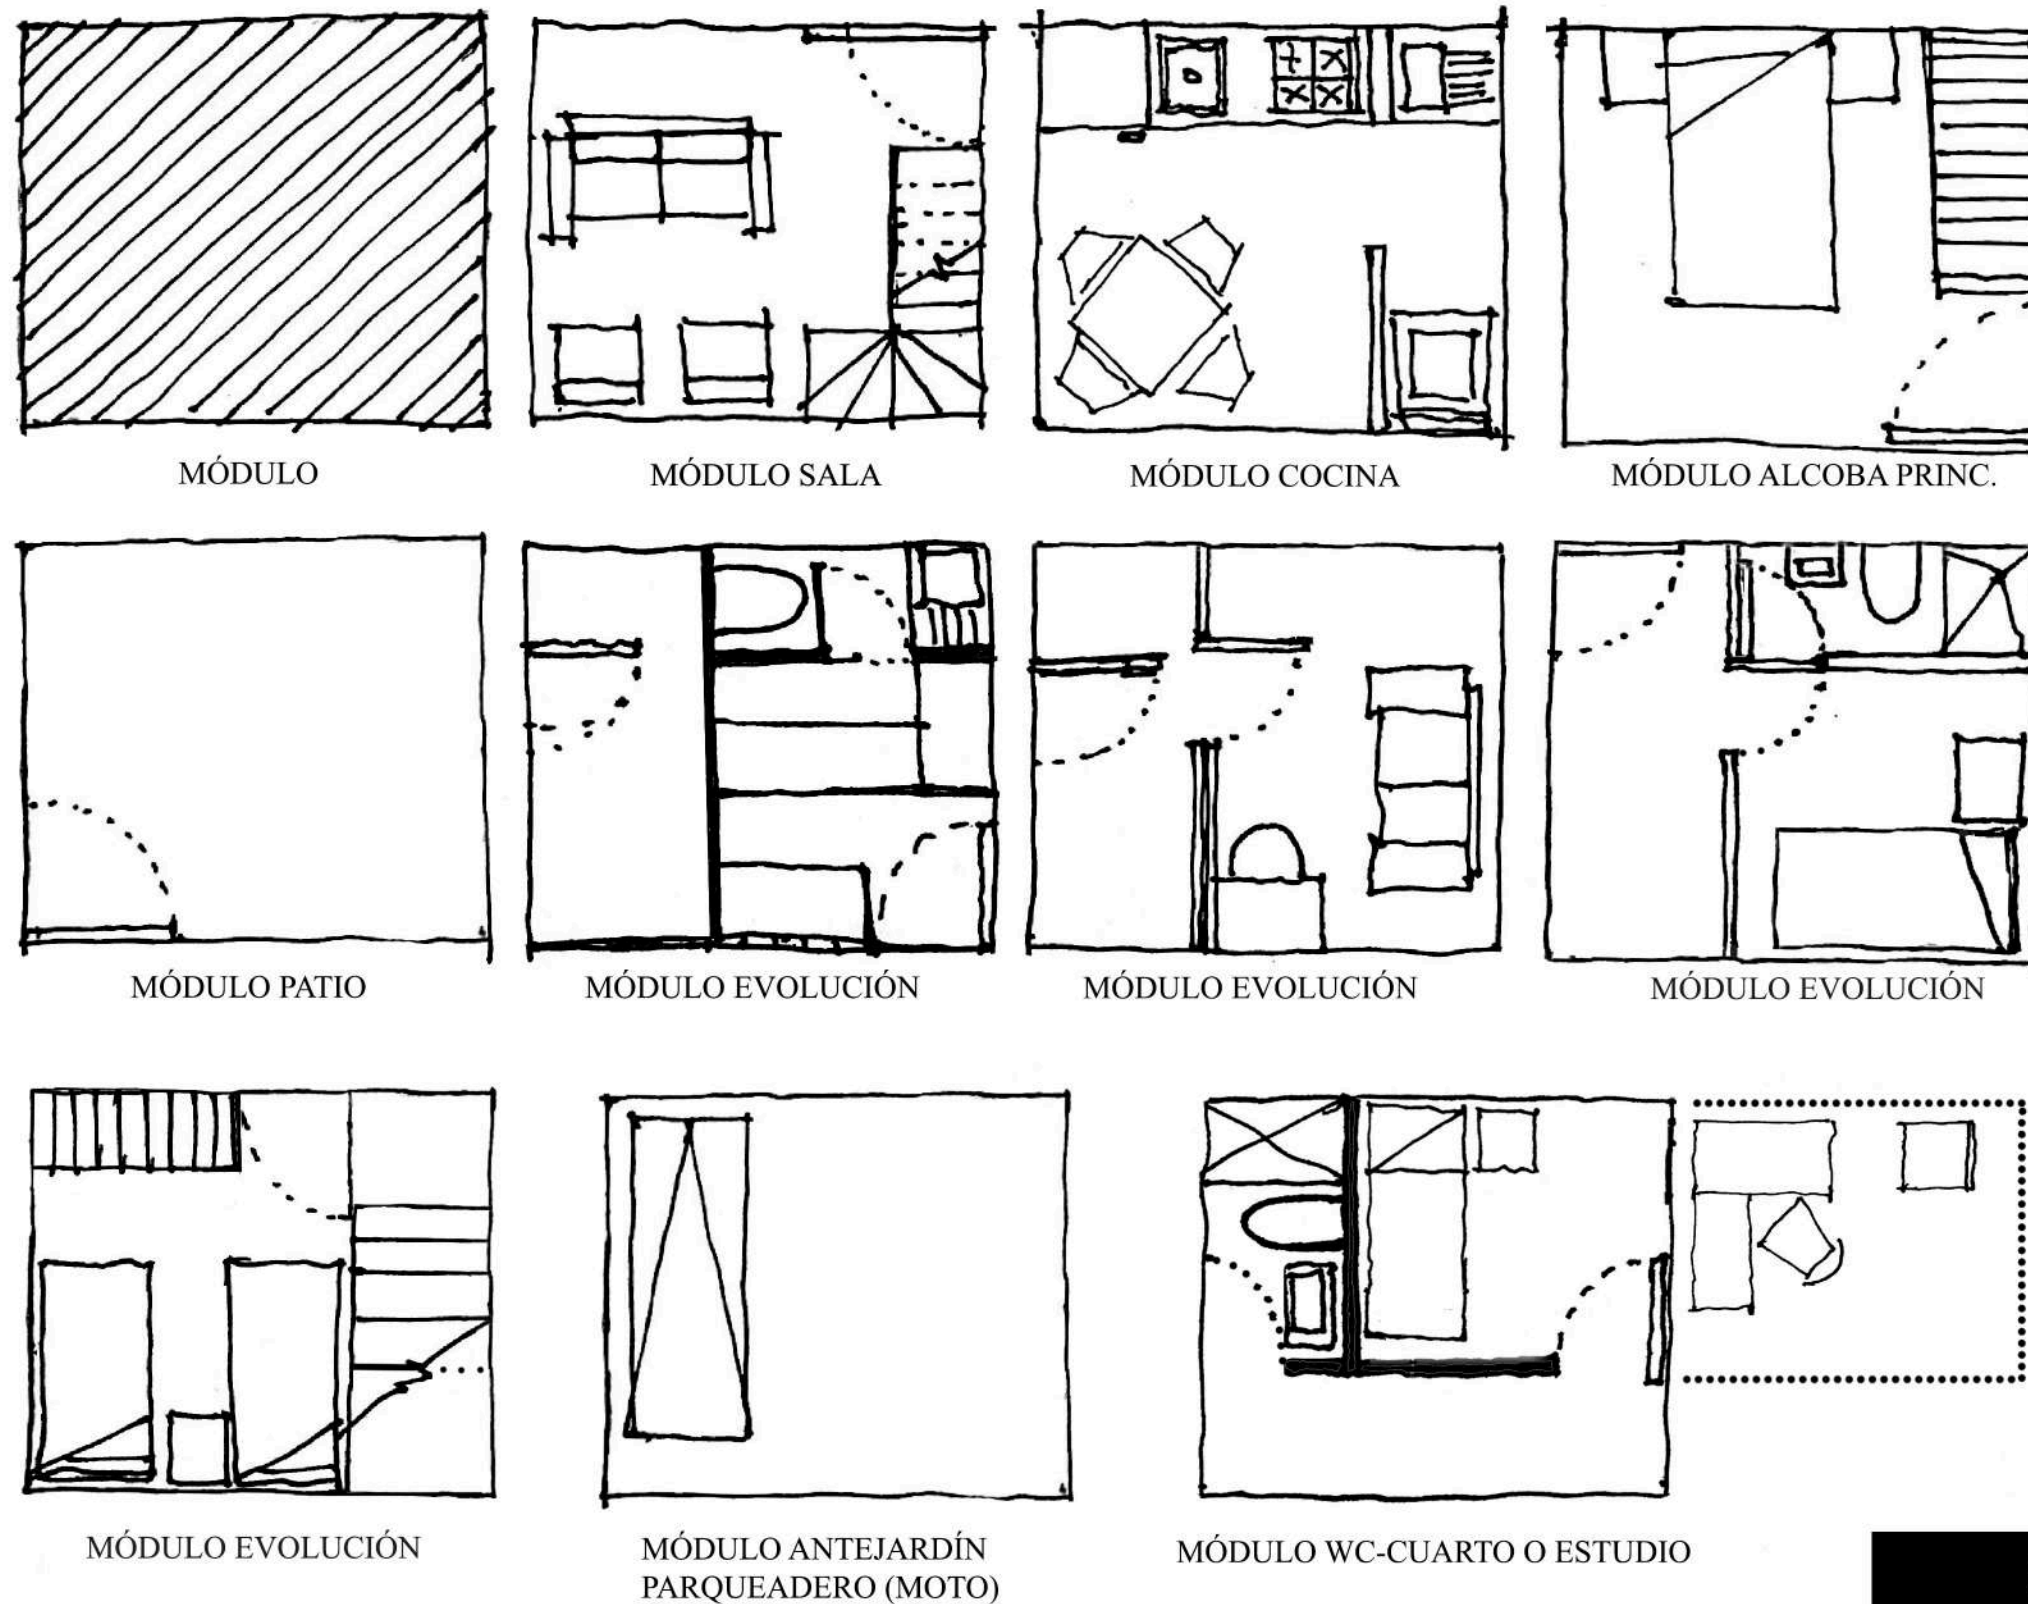 MÓDULO
MÓDULO SALA
MÓDULO COCINA
MÓDULO ALCOBA PRINC.
MÓDULO PATIO
MÓDULO EVOLUCIÓN
MÓDULO EVOLUCIÓN
MÓDULO EVOLUCIÓN
MÓDULO EVOLUCIÓN
MÓDULO ANTEJARDÍN
PARQUEADERO (MOTO)
MÓDULO WC-CUARTO O ESTUDIO